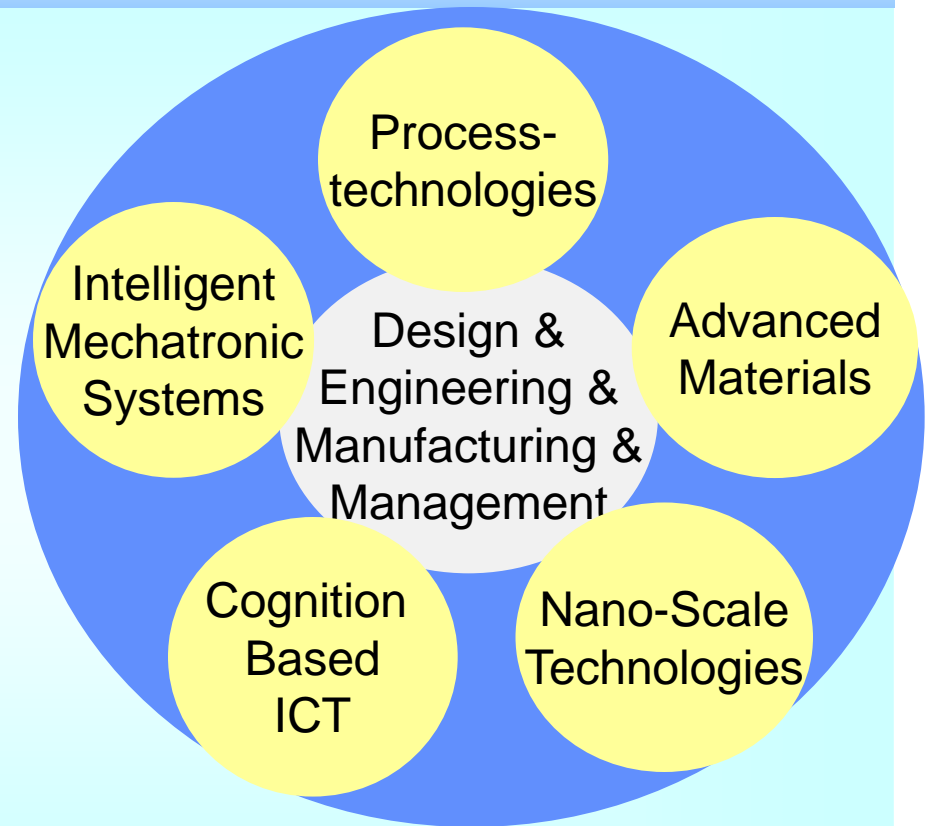 Process-
technologies
Intelligent
Mechatronic
Systems
Design &
Engineering &
Manufacturing &
Management
Advanced
Materials
Cognition
Based
ICT
Nano-Scale
Technologies